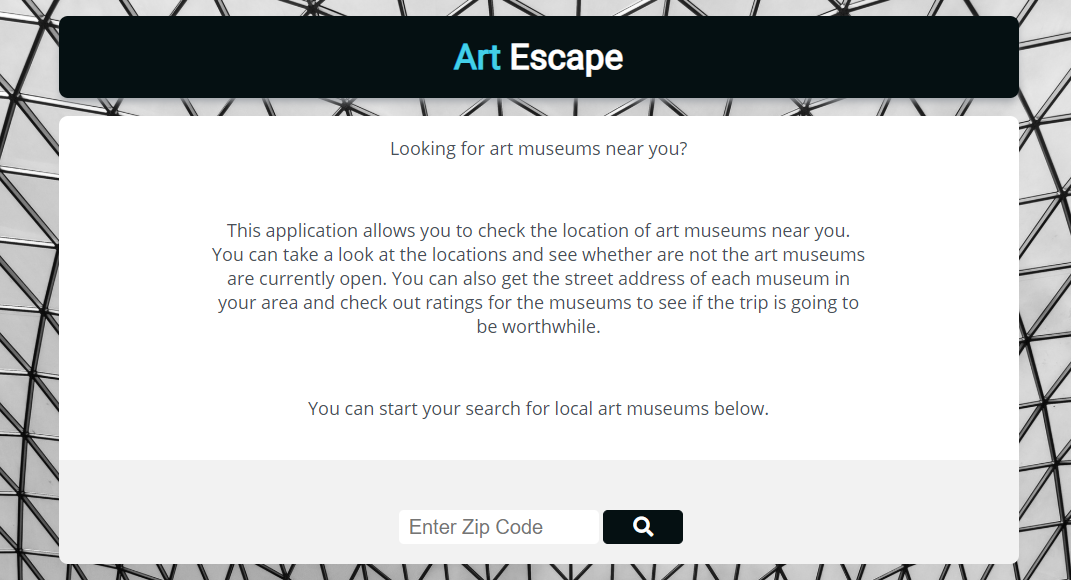 Art Escape
Looking for art museums near you?
This application allows you to check the location of art museums near you.
You can take a look at the locations and see whether are not the art museums
are currently open. You can also get the street address of each museum in
your area and check out ratings for the museums to see if the trip is going to
be worthwhile.
You can start your search for local art museums below.
Enter Zip Code